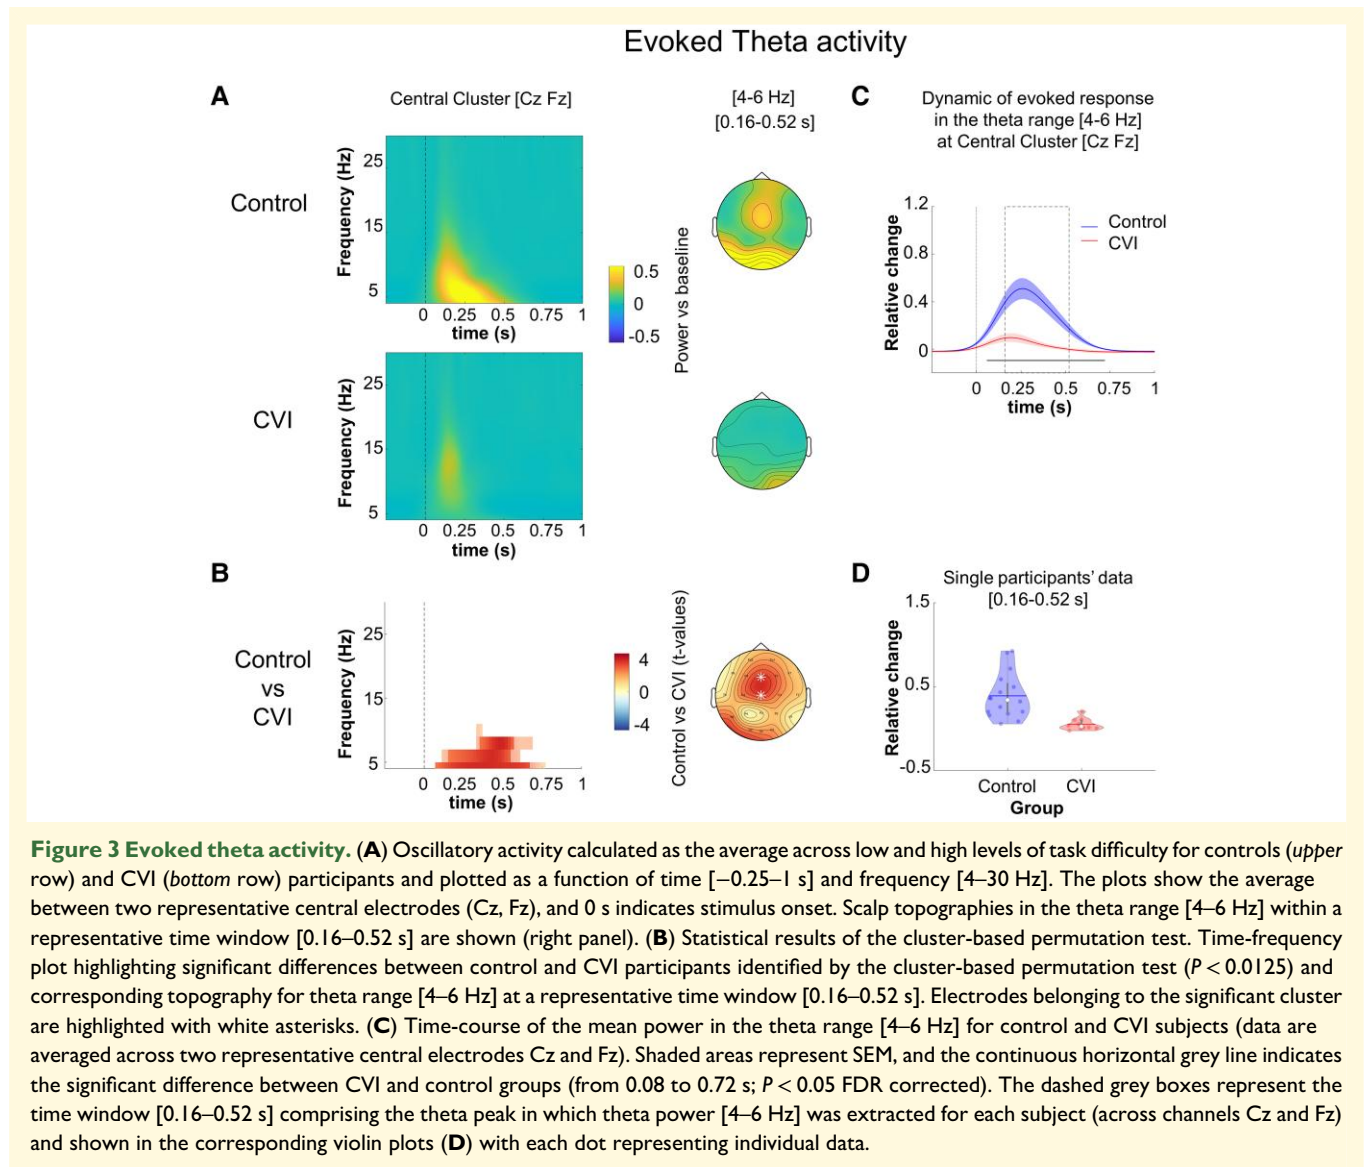 Evoked Theta activity
A
Central Cluster [Cz Fz]
[4-6 Hz]
[0.16-0.52 s]
Control
Frequency (Hz)
25
15
5
0 0.25 0.5 0.75 1
time (s)
CVI
Frequency (Hz)
25
15
5
0 0.25 0.5 0.75 1
time (s)
0.5
0
-0.5
Power vs baseline
C
Dynamic of evoked response
in the theta range [4-6 Hz]
at Central Cluster [Cz Fz]
Relative change
1.2
0.8
0.4
0
Control
CVI
0 0.25 0.5 0.75 1
time (s)
B
Control
vs
CVI
Frequency (Hz)
25
15
5
0 0.25 0.5 0.75 1
time (s)
4
0
-4
Control vs CVI (t-values)
D
Single participants' data
[0.16-0.52 s]
Relative change
1.5
0.5
-0.5
Control CVI
Group
Figure 3 Evoked theta activity. (A) Oscillatory activity calculated as the average across low and high levels of task difficulty for controls (upper
row) and CVI (bottom row) participants and plotted as a function of time [−0.25–1 s] and frequency [4–30 Hz]. The plots show the average
between two representative central electrodes (Cz, Fz), and 0 s indicates stimulus onset. Scalp topographies in the theta range [4–6 Hz] within a
representative time window [0.16–0.52 s] are shown (right panel). (B) Statistical results of the cluster-based permutation test. Time-frequency
plot highlighting significant differences between control and CVI participants identified by the cluster-based permutation test (P < 0.0125) and
corresponding topography for theta range [4–6 Hz] at a representative time window [0.16–0.52 s]. Electrodes belonging to the significant cluster
are highlighted with white asterisks. (C) Time-course of the mean power in the theta range [4–6 Hz] for control and CVI subjects (data are
averaged across two representative central electrodes Cz and Fz). Shaded areas represent SEM, and the continuous horizontal grey line indicates
the significant difference between CVI and control groups (from 0.08 to 0.72 s; P < 0.05 FDR corrected). The dashed grey boxes represent the
time window [0.16–0.52 s] comprising the theta peak in which theta power [4–6 Hz] was extracted for each subject (across channels Cz and Fz)
and shown in the corresponding violin plots (D) with each dot representing individual data.